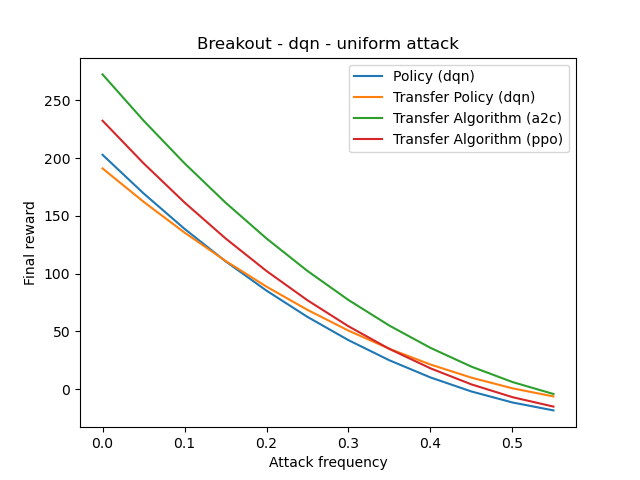 Breakout - dqn - uniform attack
Policy (dqn)
Transfer Policy (dqn)
Transfer Algorithm (a2c)
Transfer Algorithm (ppo)
Final reward
250
200
150
100
50
0
0.0 0.1 0.2 0.3 0.4 0.5
Attack frequency